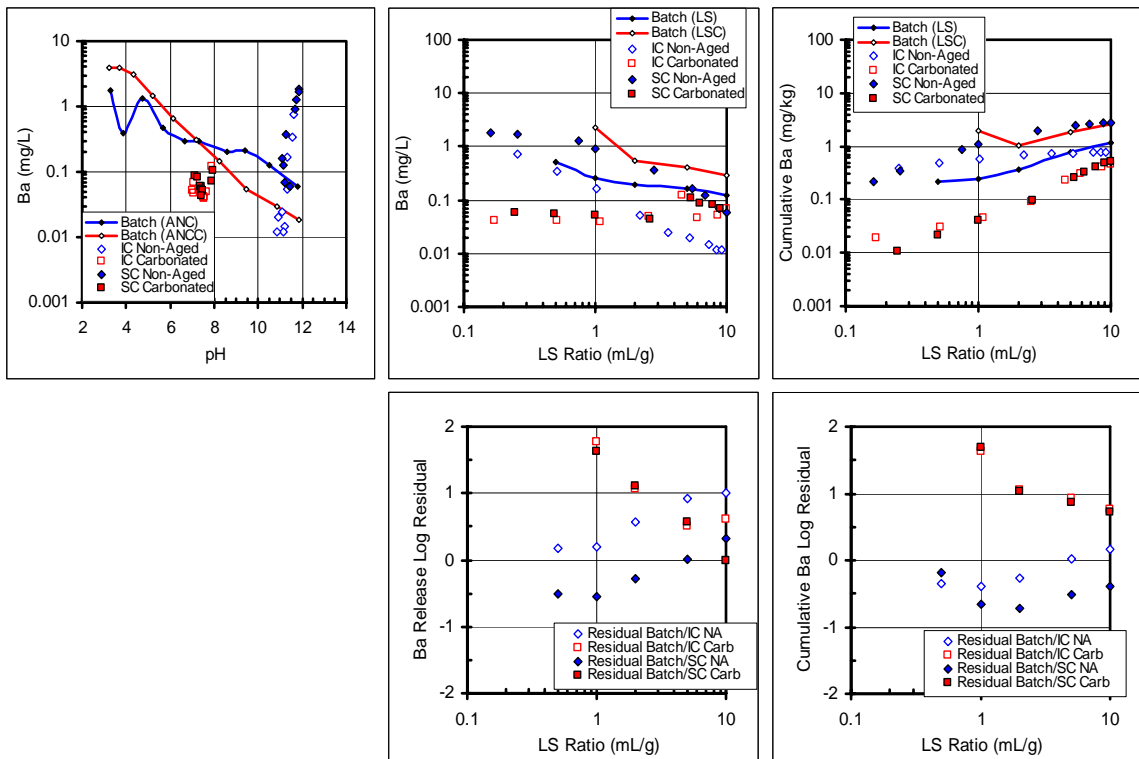 10
1
0.1
0.01
0.001
Ba (mg/L)
2 4 6 8 10 12 14
pH
Batch (ANC)
Batch (ANCC)
IC Non-Aged
IC Carbonated
SC Non-Aged
SC Carbonated
Batch (LS)
Batch (LSC)
IC Non-Aged
IC Carbonated
SC Non-Aged
SC Carbonated
100
10
1
0.1
0.01
0.001
Ba (mg/L)
0.1 1 10
LS Ratio (mL/g)
Batch (LS)
Batch (LSC)
IC Non-Aged
IC Carbonated
SC Non-Aged
SC Carbonated
100
10
1
0.1
0.01
0.001
Cumulative Ba (mg/kg)
0.1 1 10
LS Ratio (mL/g)
2
1
0
-1
-2
Ba Release Log Residual
Residual Batch/IC NA
Residual Batch/IC Carb
Residual Batch/SC NA
Residual Batch/SC Carb
0.1 1 10
LS Ratio (mL/g)
2
1
0
-1
-2
Cumulative Ba Log Residual
Residual Batch/IC NA
Residual Batch/IC Carb
Residual Batch/SC NA
Residual Batch/SC Carb
0.1 1 10
LS Ratio (mL/g)